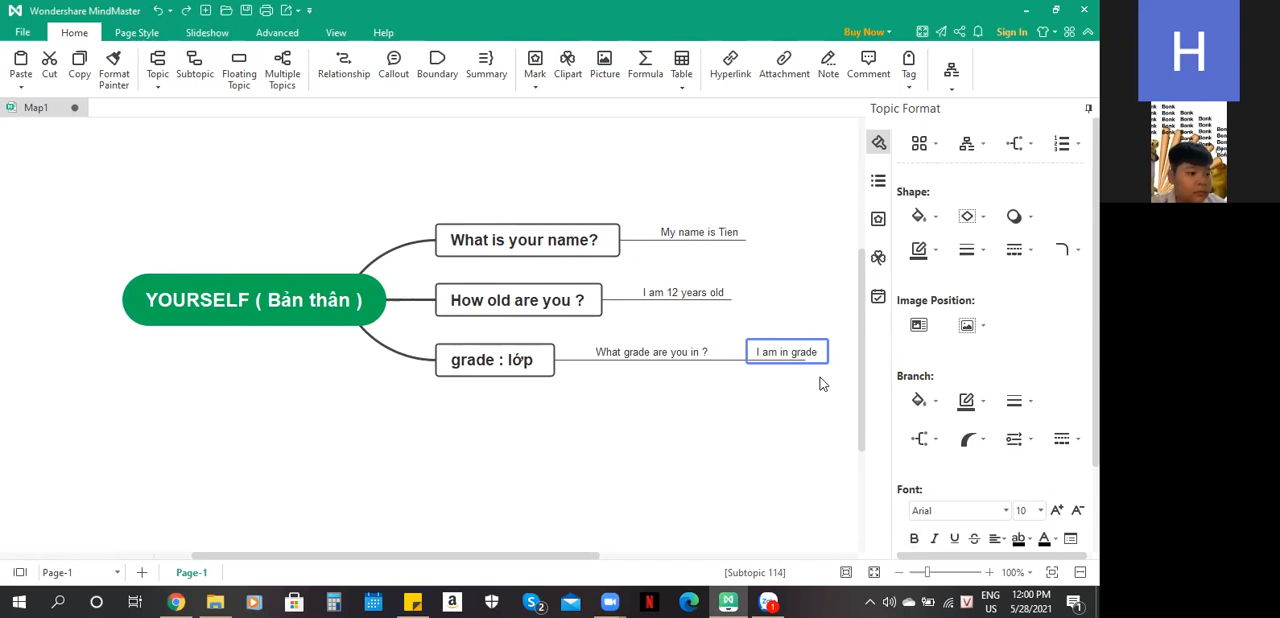 Wondershare MindMaster
File Home Page Style Slideshow Advanced View Help Buy Now Sign In
Paste Cut Copy Format Painter Topic Subtopic Floating Topic Multiple Topics Relationship Callout Boundary Summary Mark Clipart Picture Formula Table Hyperlink Attachment Note Comment Tag
Map1
Topic Format
Shape:
Image Position:
Branch:
Font:
Arial 10
YOURSELF ( Bản thân )
What is your name? My name is Tien
How old are you ? I am 12 years old
grade : lớp What grade are you in ? I am in grade
H
Bonk
Page-1 Page-1 [Subtopic 114] 100%
ENG US 12:00 PM 5/28/2021